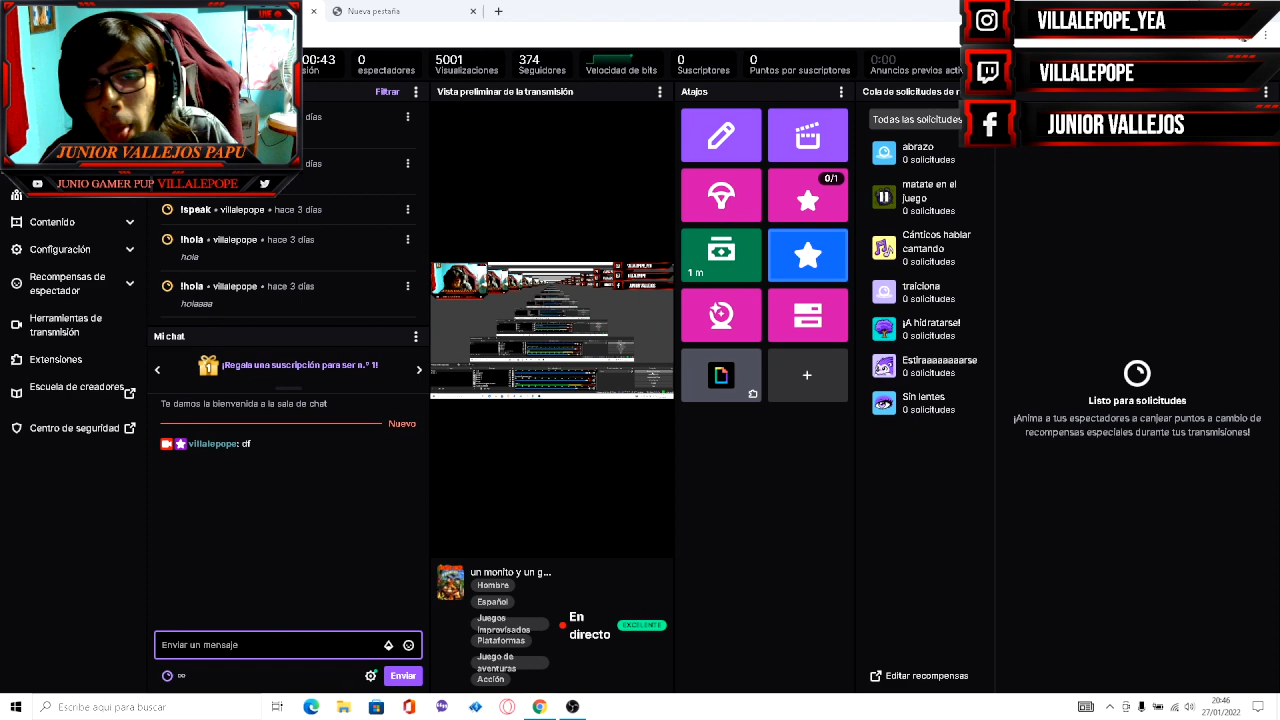 LIVE
JUNIOR VALLEJOS PAPU
JUNIO GAMER PUP VILLALEPOPE
Nueva pestaña
VILLALEPOPE_YEA
VILLALEPOPE
JUNIOR VALLEJOS
00:43
sión
0
espectadores
5001
Visualizaciones
374
Seguidores
Velocidad de bits
0
Suscriptores
0
Puntos por suscriptores
0:00
Anuncios previos activ
Filtrar
días
días
!speak • villalepope • hace 3 días
!hola • villalepope • hace 3 días
hola
!hola • villalepope • hace 3 días
holaaaa
Contenido
Configuración
Recompensas de
espectador
Herramientas de
transmisión
Extensiones
Escuela de creadores
Centro de seguridad
Mi chat
¡Regala una suscripción para ser n.° 1!
1
Te damos la bienvenida a la sala de chat
Nuevo
villalepope: df
Enviar un mensaje
Enviar
Vista preliminar de la transmisión
un monito y un g...
Hombre
Español
Juegos
Improvisados
Plataformas
Juego de
aventuras
Acción
En
directo
EXCELENTE
Atajos
0/1
1 m
Cola de solicitudes de r
Todas las solicitudes
abrazo
0 solicitudes
matate en el
juego
0 solicitudes
Cánticos hablar
cantando
0 solicitudes
traiciona
0 solicitudes
¡A hidratarse!
0 solicitudes
Estiraaaaaaaarse
0 solicitudes
Sin lentes
0 solicitudes
Editar recompensas
Listo para solicitudes
¡Anima a tus espectadores a canjear puntos a cambio de
recompensas especiales durante tus transmisiones!
Escribe aquí para buscar
20:46
27/01/2022